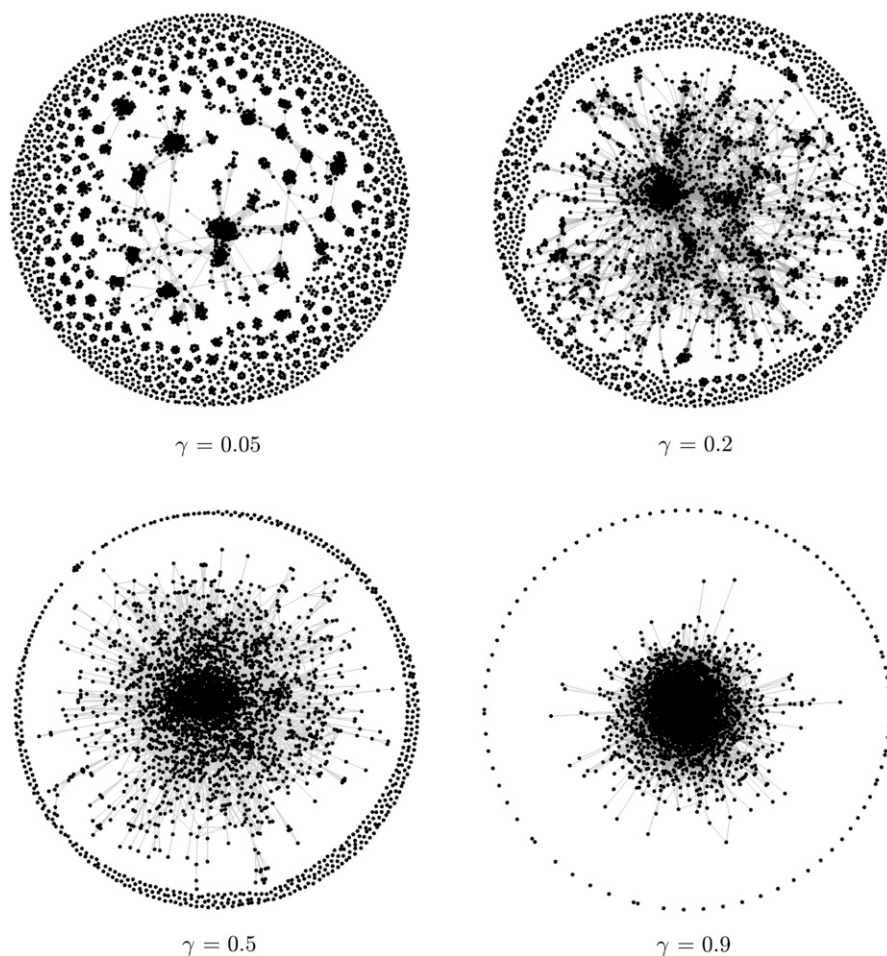 γ = 0.05
γ = 0.2
γ = 0.5
γ = 0.9